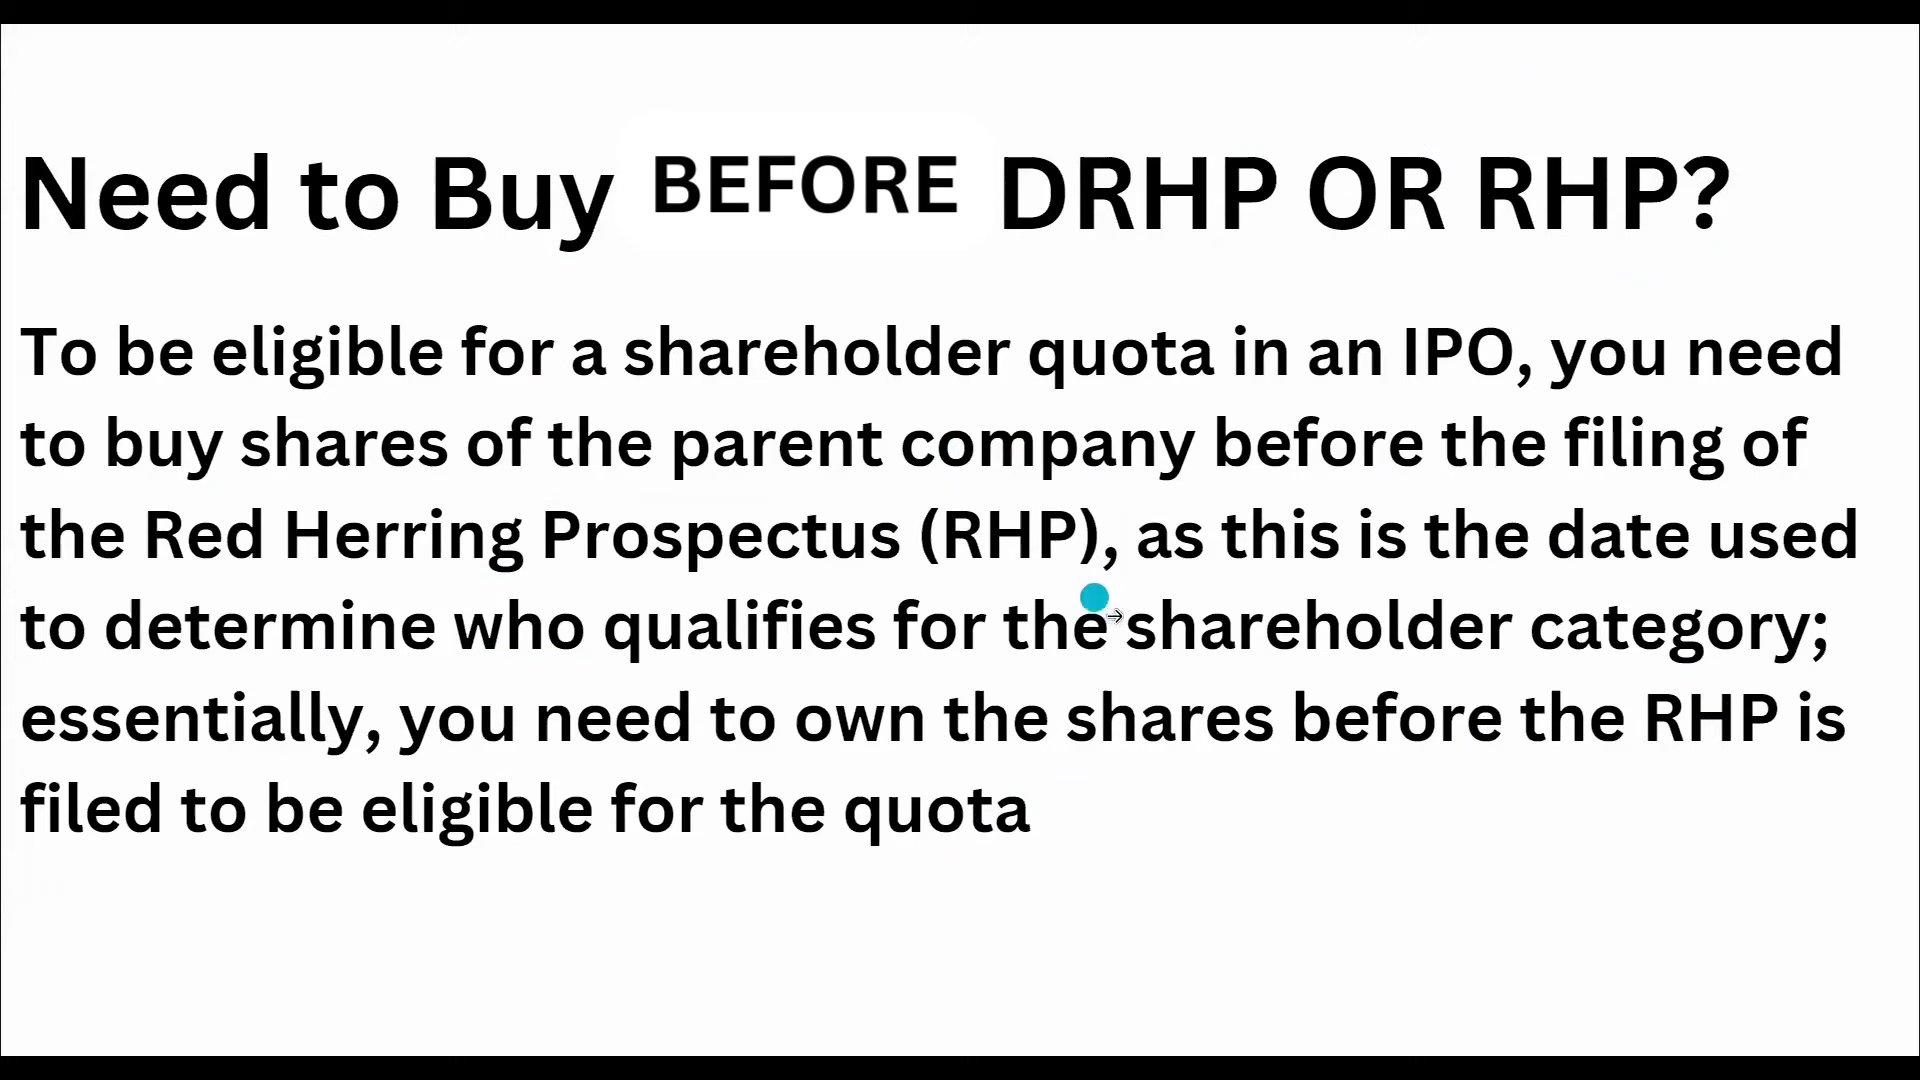 Need to Buy BEFORE DRHP OR RHP?
To be eligible for a shareholder quota in an IPO, you need
to buy shares of the parent company before the filing of
the Red Herring Prospectus (RHP), as this is the date used
to determine who qualifies for the shareholder category;
essentially, you need to own the shares before the RHP is
filed to be eligible for the quota